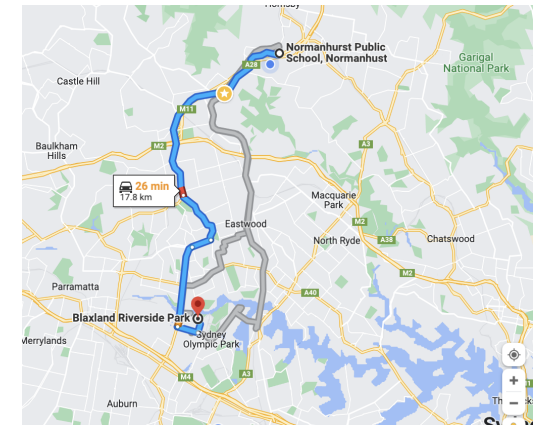 Hornsby
Normanhurst Public
School, Normanhust
A28
Garigal
National Park
Castle Hill
M11
A3
Baulkham
Hills
M2
26 min
17.8 km
Macquarie
Park
M2
Eastwood
North Ryde
A38
Chatswood
M2
Parramatta
A40
Blaxland Riverside Park
Sydney
Olympic Park
Merrylands
M4
A3
Auburn